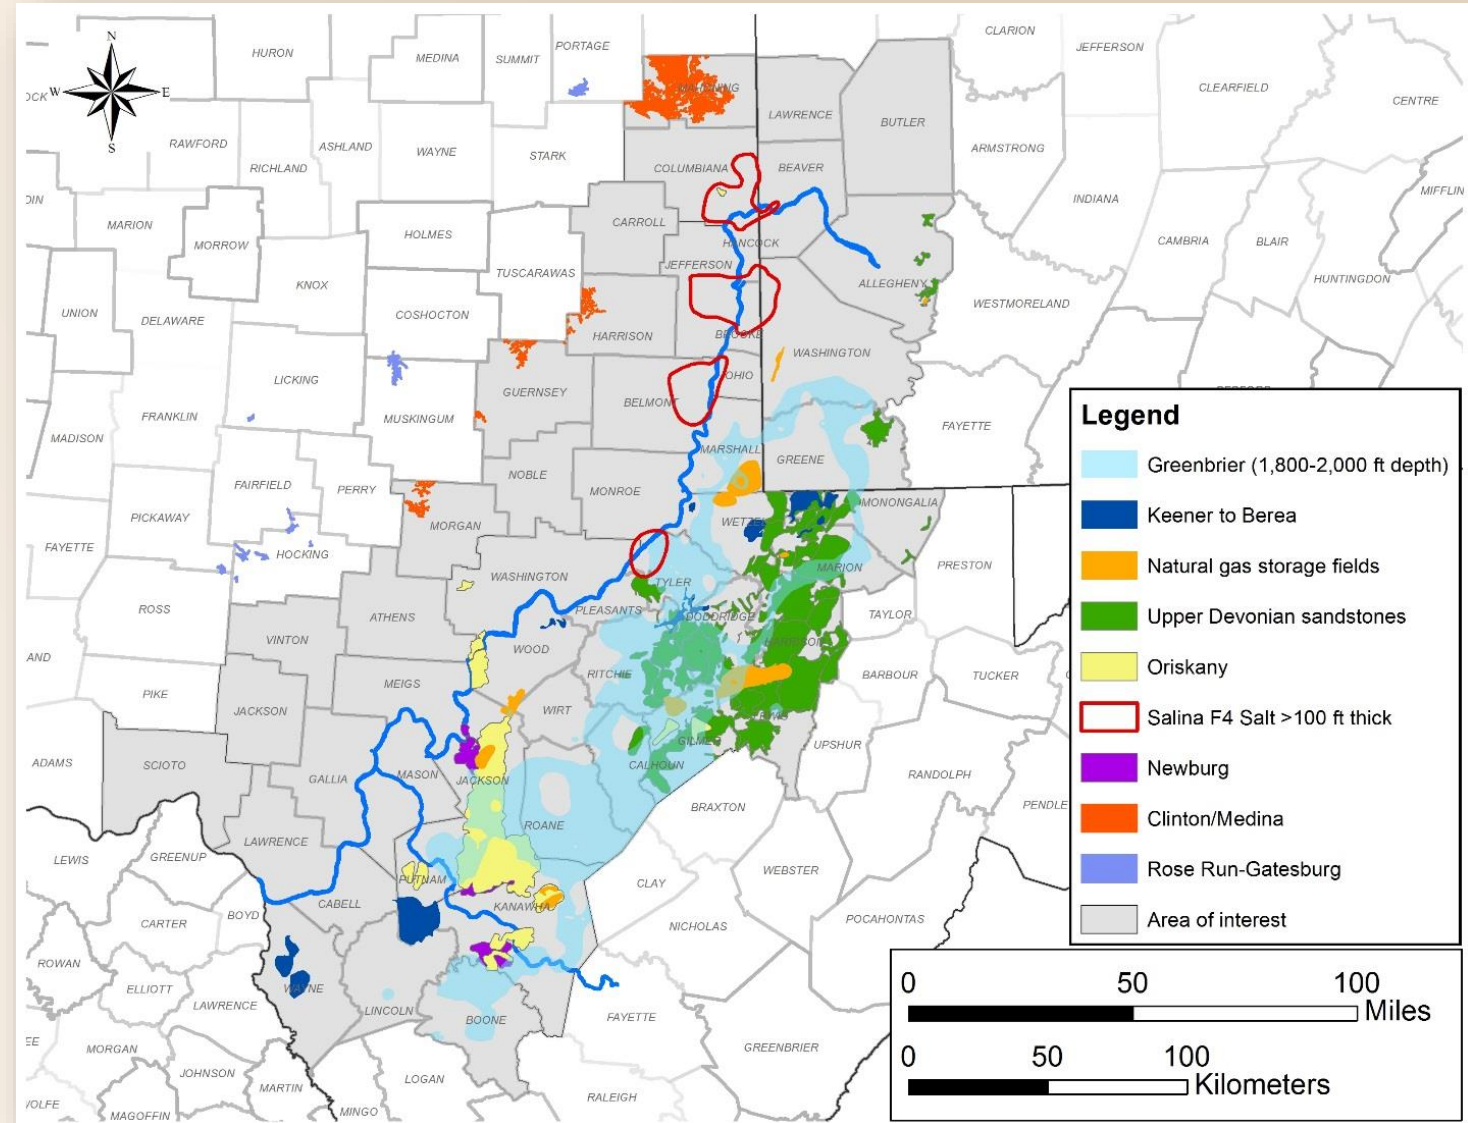 N
W
E
S
HURON
MEDINA
SUMMIT
PORTAGE
MAHONING
CLARION
JEFFERSON
CLEARFIELD
CENTRE
LAWRENCE
BUTLER
ARMSTRONG
RAWFORD
RICHLAND
ASHLAND
WAYNE
STARK
COLUMBIANA
BEAVER
INDIANA
MIFFLIN
MARION
MORROW
HOLMES
CARROLL
HANCOCK
CAMBRIA
BLAIR
HUNTINGDON
KNOX
TUSCARAWAS
JEFFERSON
ALLEGHENY
WESTMORELAND
UNION
DELAWARE
COSHOCTON
HARRISON
BROOKE
WASHINGTON
LICKING
GUERNSEY
BELMONT
OHIO
FRANKLIN
MUSKINGUM
FAYETTE
MADISON
NOBLE
MONROE
MARSHALL
GREENE
FAIRFIELD
PERRY
PICKAWAY
MORGAN
WETZEL
MONONGALIA
FAYETTE
HOCKING
WASHINGTON
TYLER
MARION
PRESTON
ROSS
ATHENS
PLEASANTS
DODDRIDGE
TAYLOR
VINTON
WOOD
HARRISON
AND
RITCHIE
BARBOUR
TUCKER
PIKE
MEIGS
JACKSON
WIRT
LEWIS
GILMER
UPSHUR
ADAMS
SCIOTO
GALLIA
MASON
JACKSON
CALHOUN
RANDOLPH
BRAXTON
PENDLE
ROANE
LAWRENCE
LEWIS
GREENUP
WEBSTER
PUTNAM
CLAY
CABELL
KANAWHA
CARTER
BOYD
NICHOLAS
POCAHONTAS
ROWAN
ELLIOTT
WAYNE
LAWRENCE
LINCOLN
BOONE
FAYETTE
MORGAN
GREENBRIER
JOHNSON
MARTIN
LOGAN
RALEIGH
MAGOFFIN
MINGO
Legend
Greenbrier (1,800-2,000 ft depth)
Keener to Berea
Natural gas storage fields
Upper Devonian sandstones
Oriskany
Salina F4 Salt >100 ft thick
Newburg
Clinton/Medina
Rose Run-Gatesburg
Area of interest
0 50 100
Miles
0 50 100
Kilometers